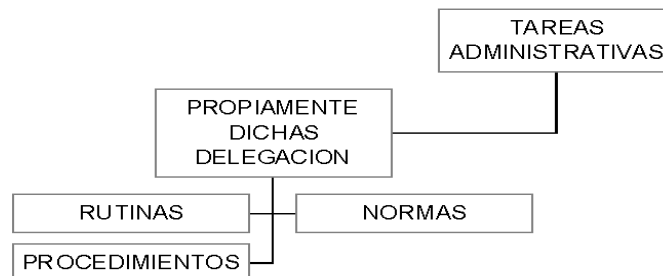 TAREAS
ADMINISTRATIVAS
PROPIAMENTE
DICHAS
DELEGACION
RUTINAS
NORMAS
PROCEDIMIENTOS